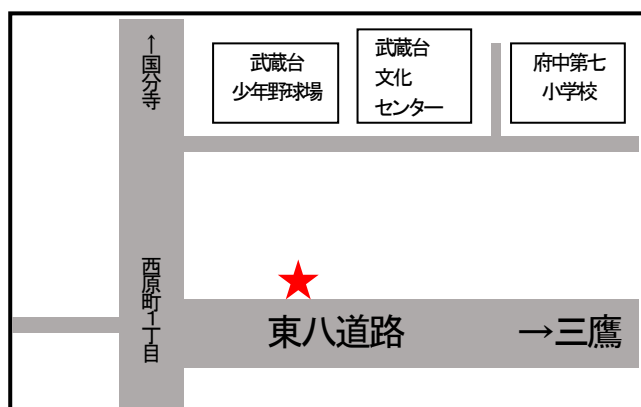 ↑国分寺
武蔵台
少年野球場
武蔵台
文化
センター
府中第七
小学校
西原町1丁目
東八道路
→三鷹